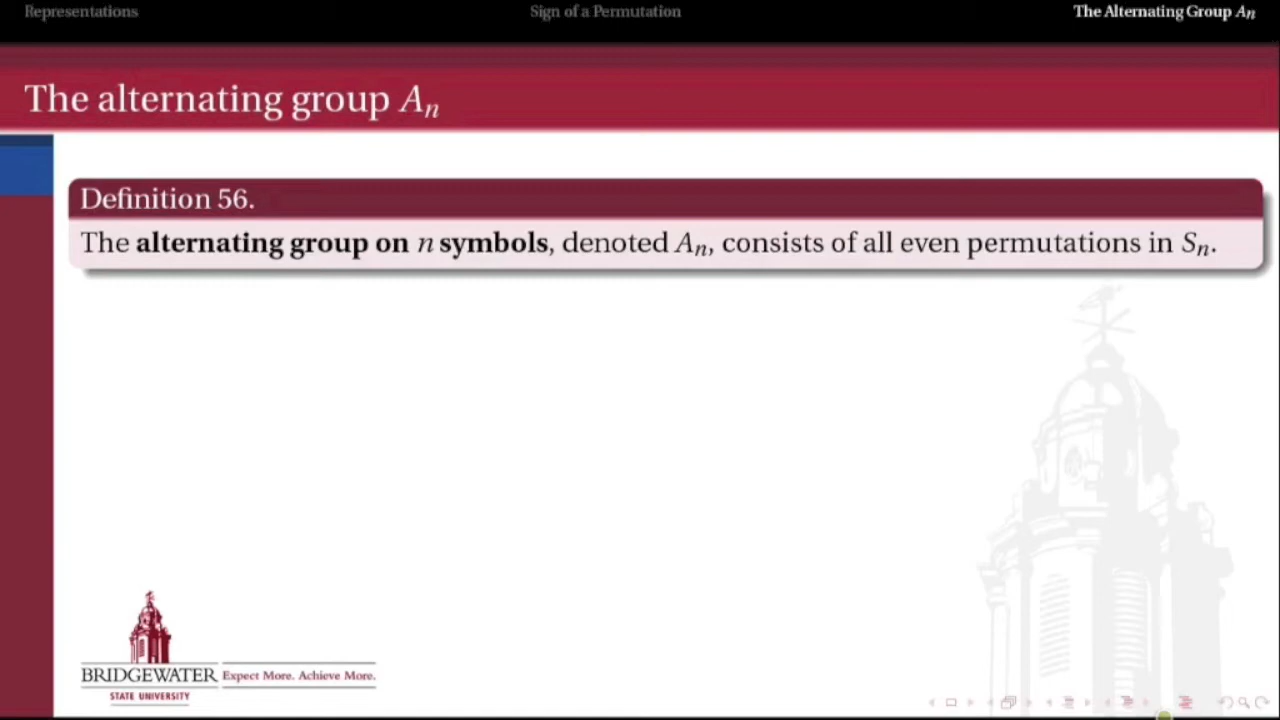 Representations
Sign of a Permutation
The Alternating Group Aₙ
The alternating group Aₙ
Definition 56.
The alternating group on n symbols, denoted Aₙ, consists of all even permutations in Sₙ.
BRIDGEWATER
STATE UNIVERSITY
Expect More. Achieve More.